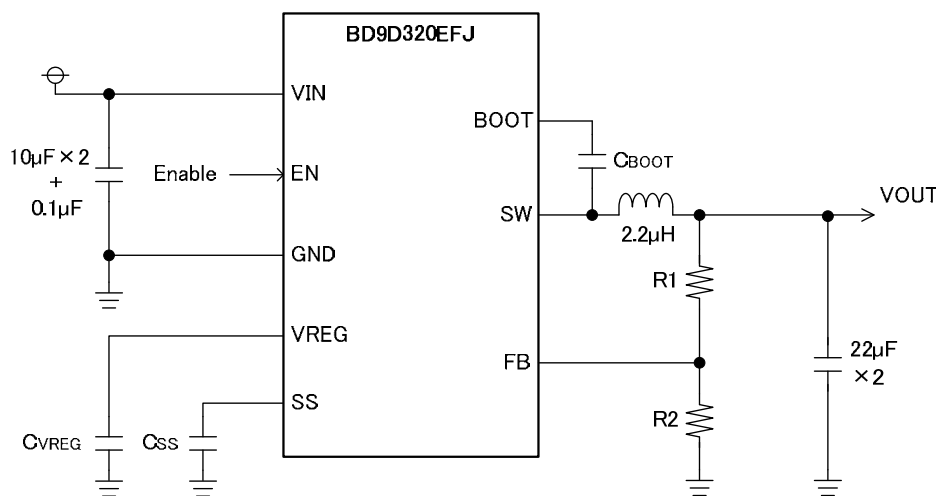 BD9D320EFJ
VIN
BOOT
10µF × 2
+
0.1µF
Enable
EN
CBOOT
SW
2.2µH
VOUT
GND
R1
VREG
FB
22µF
×2
SS
R2
CVREG
CSS